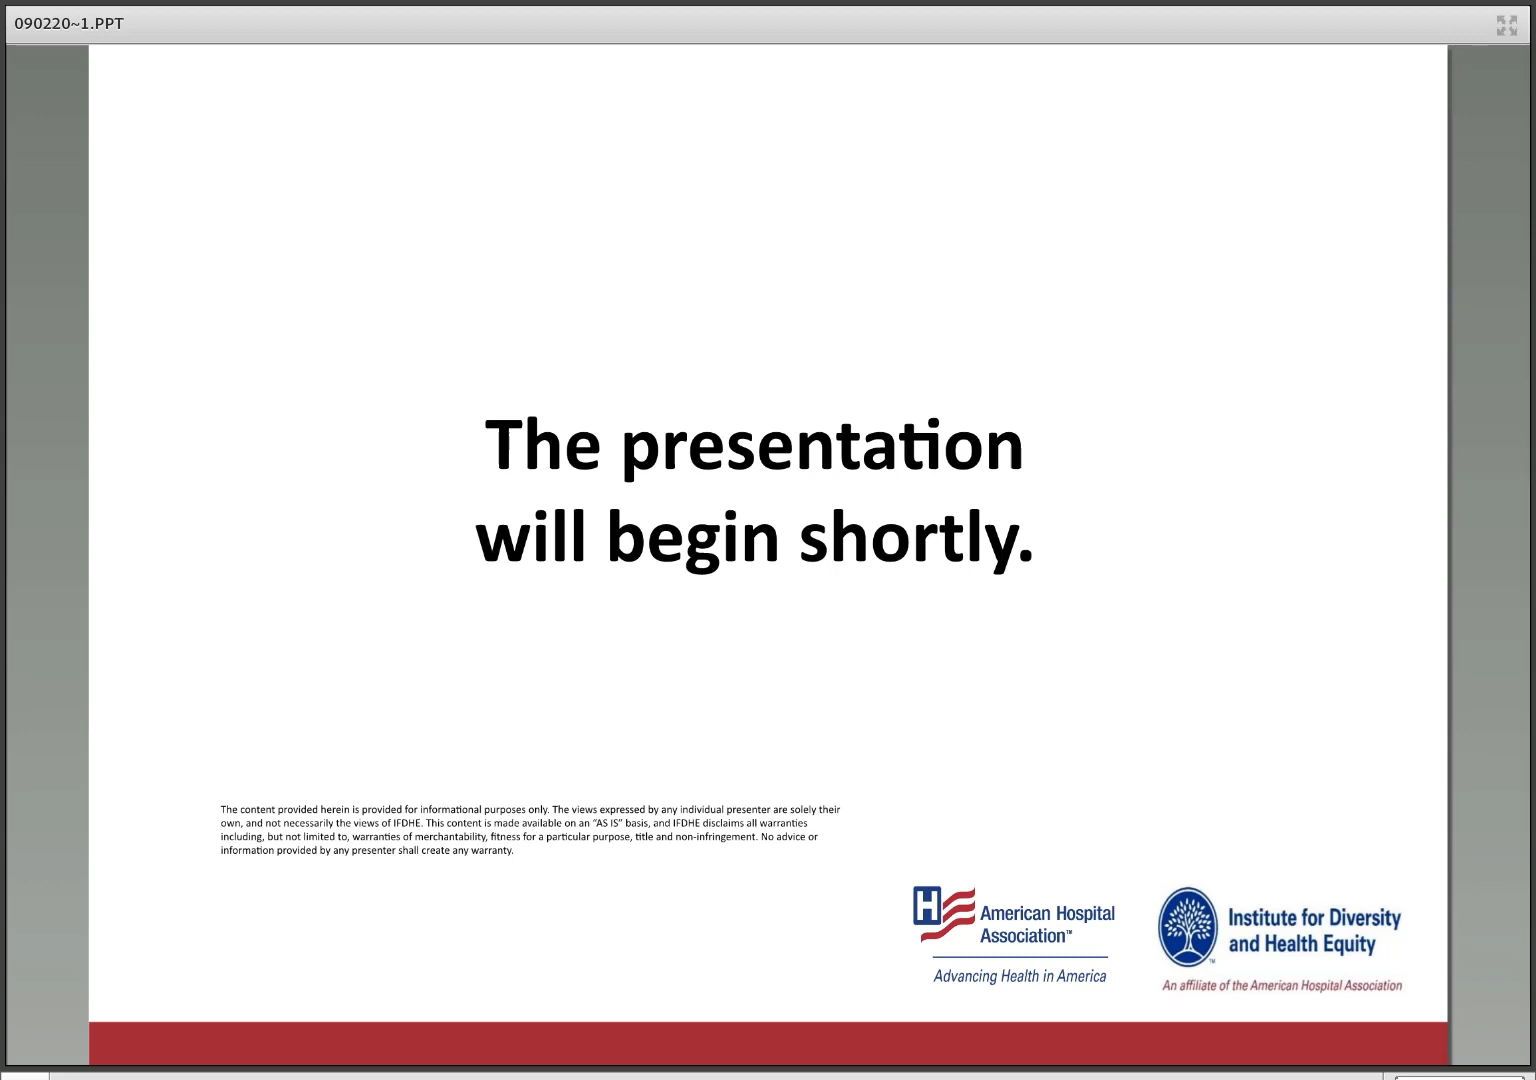 090220~1.PPT
The presentation
will begin shortly.
The content provided herein is provided for informational purposes only. The views expressed by any individual presenter are solely their
own, and not necessarily the views of IFDHE. This content is made available on an “AS IS” basis, and IFDHE disclaims all warranties
including, but not limited to, warranties of merchantability, fitness for a particular purpose, title and non-infringement. No advice or
information provided by any presenter shall create any warranty.
H
American Hospital
Association™
Advancing Health in America
Institute for Diversity
and Health Equity
TM
An affiliate of the American Hospital Association